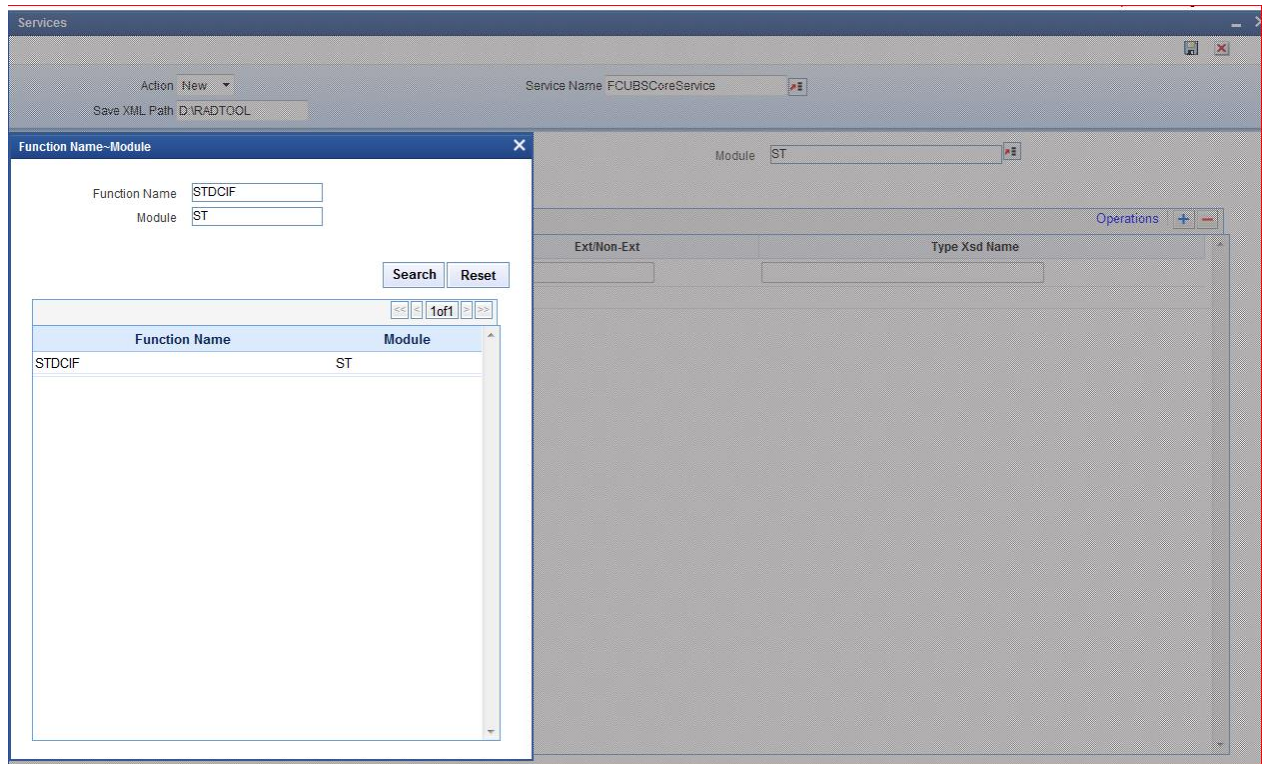 Services
Action New
Service Name FCUBSCoreService
Save XML Path D:\RADTOOL
Function Name~Module
Module ST
Function Name STDCIF
Module ST
Operations + −
Ext/Non-Ext Type Xsd Name
Search Reset
<< < 1of1 > >>
Function Name Module
STDCIF ST